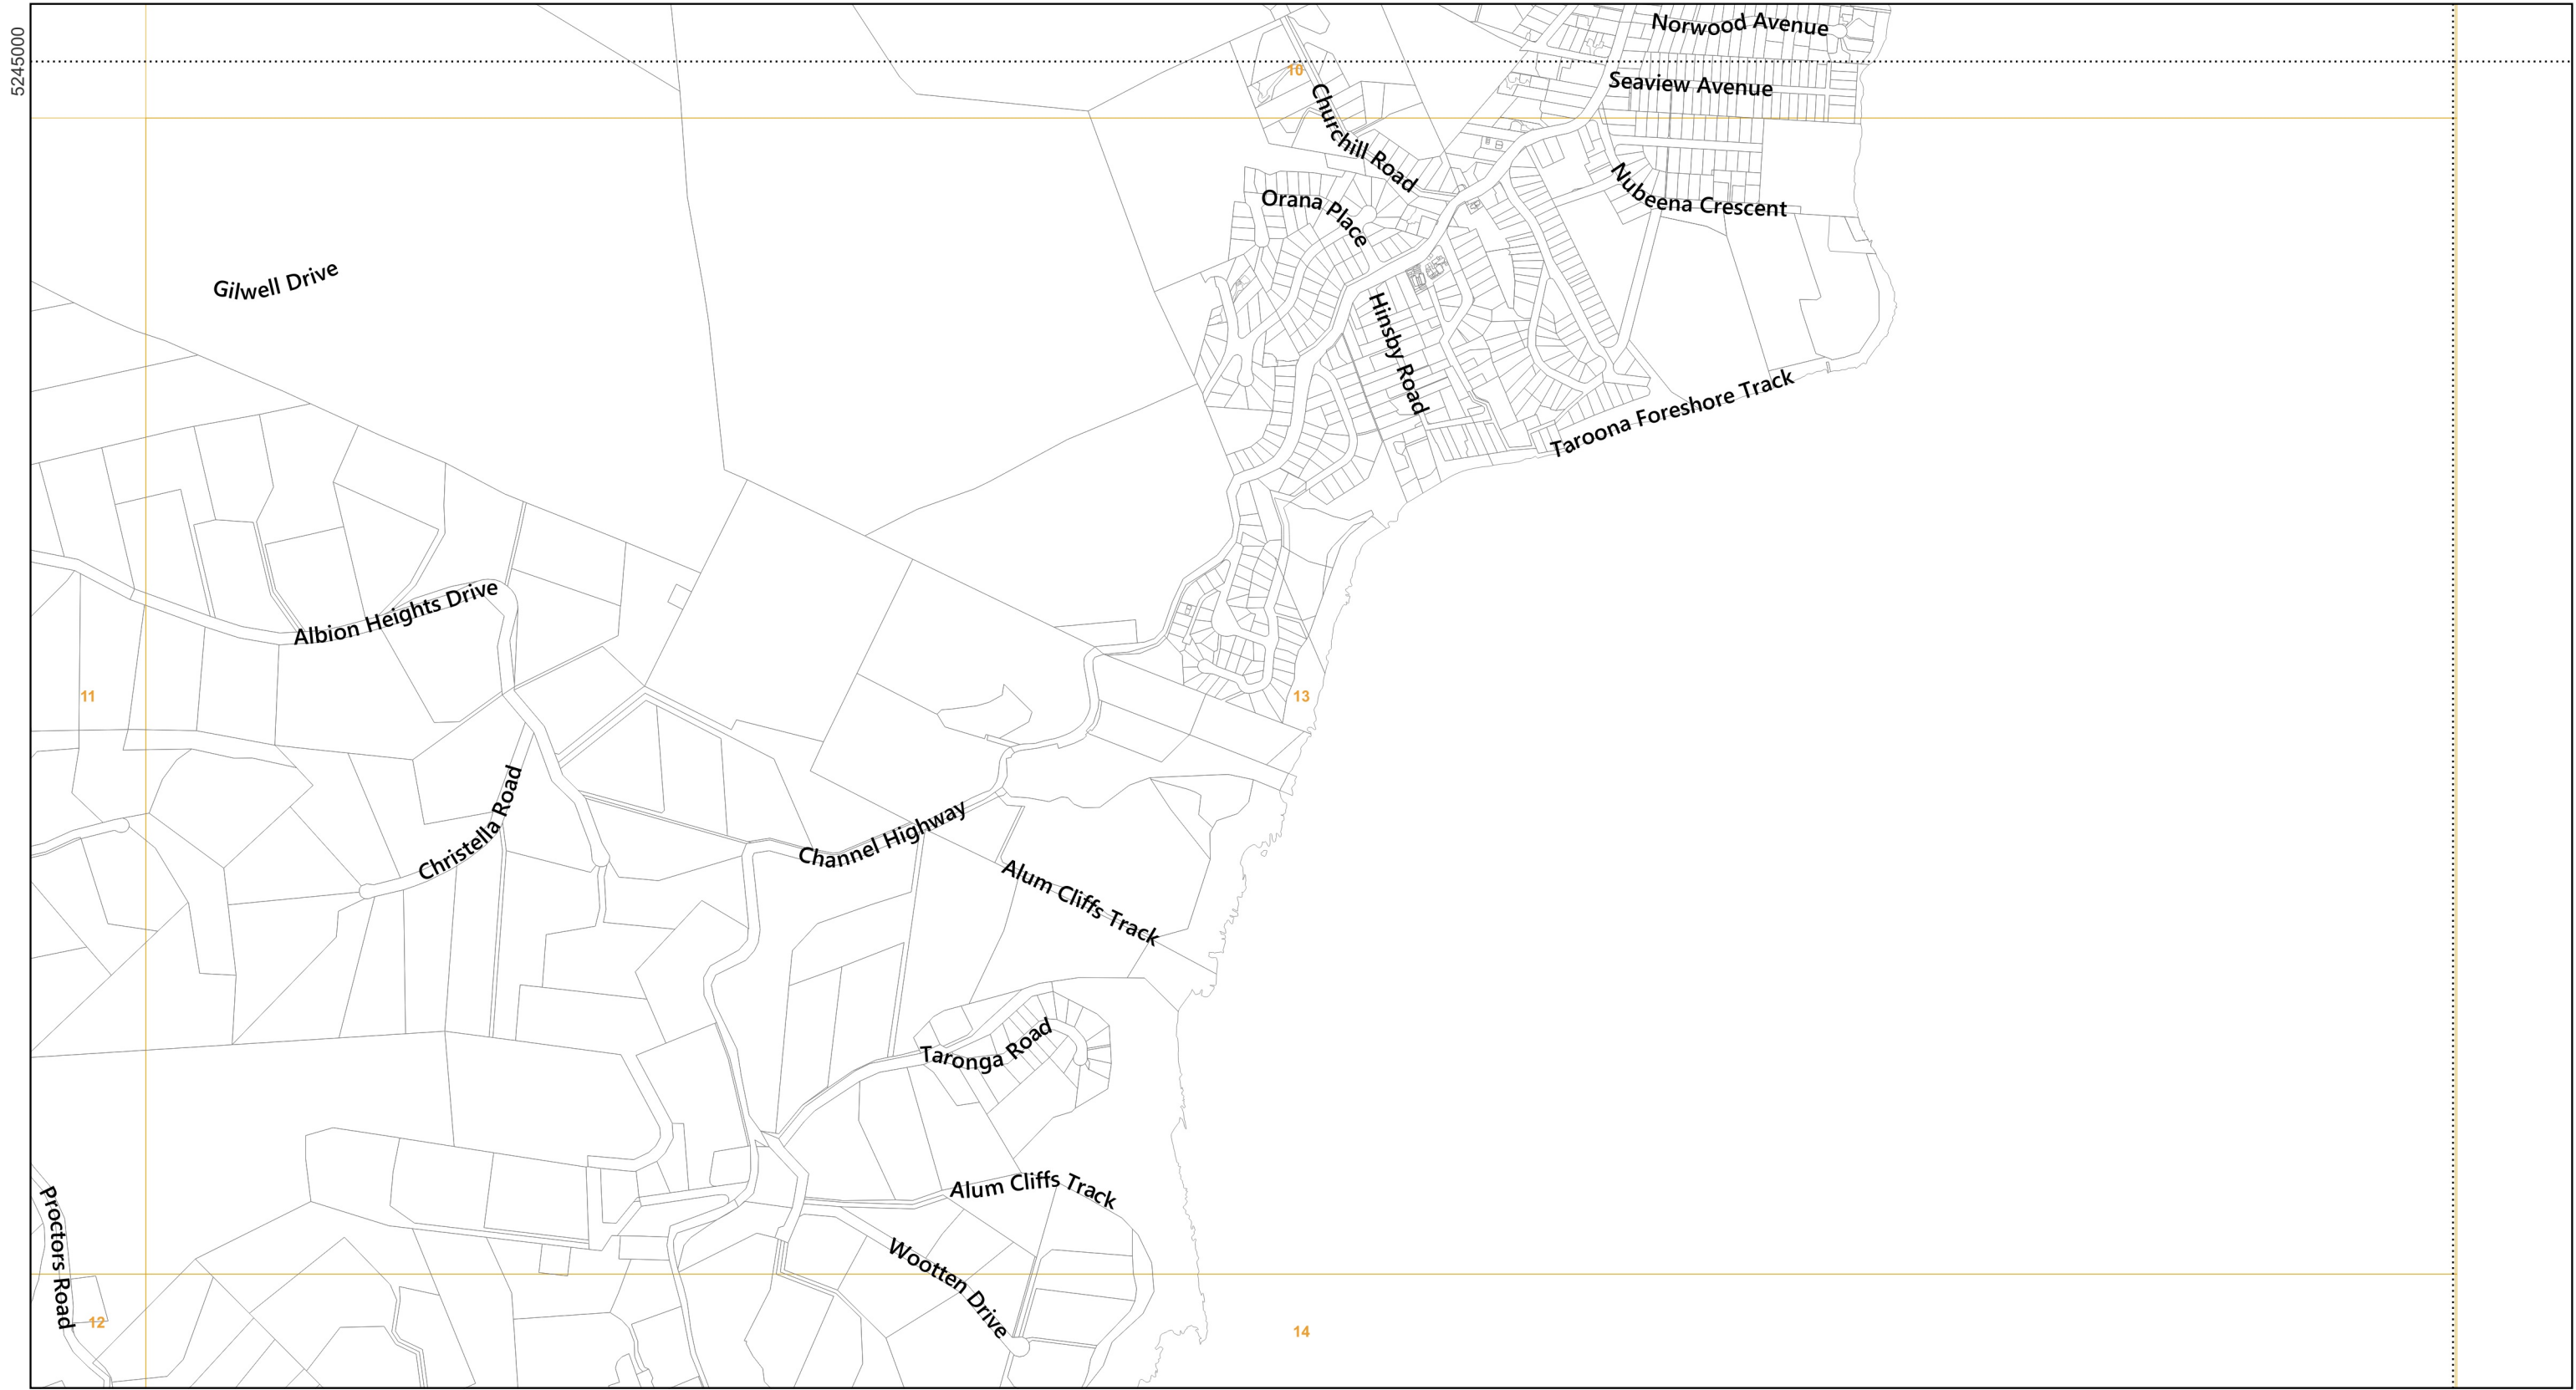 5245000
Norwood Avenue
10
Seaview Avenue
Churchill Road
Nubeena Crescent
Orana Place
Gilwell Drive
Hinsby Road
Taroona Foreshore Track
Albion Heights Drive
11
13
Christella Road
Channel Highway
Alum Cliffs Track
Taronga Road
Alum Cliffs Track
Proctors Road
Wootten Drive
12
14